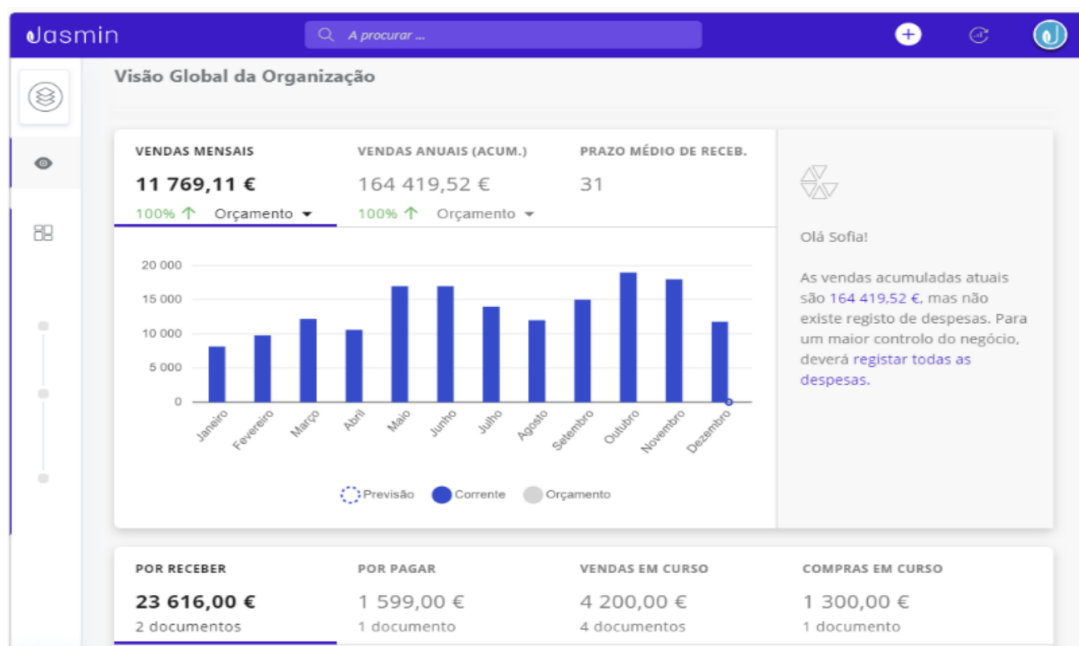 Jasmin
A procurar ...
Visão Global da Organização
VENDAS MENSAIS
11 769,11 €
100% ↑ Orçamento
VENDAS ANUAIS (ACUM.)
164 419,52 €
100% ↑ Orçamento
PRAZO MÉDIO DE RECEB.
31
20 000
15 000
10 000
5 000
0
Janeiro
Fevereiro
Março
Abril
Maio
Junho
Julho
Agosto
Setembro
Outubro
Novembro
Dezembro
Previsão
Corrente
Orçamento
Olá Sofia!
As vendas acumuladas atuais
são 164 419,52 €, mas não
existe registo de despesas. Para
um maior controlo do negócio,
deverá registar todas as
despesas.
POR RECEBER
23 616,00 €
2 documentos
POR PAGAR
1 599,00 €
1 documento
VENDAS EM CURSO
4 200,00 €
4 documentos
COMPRAS EM CURSO
1 300,00 €
1 documento